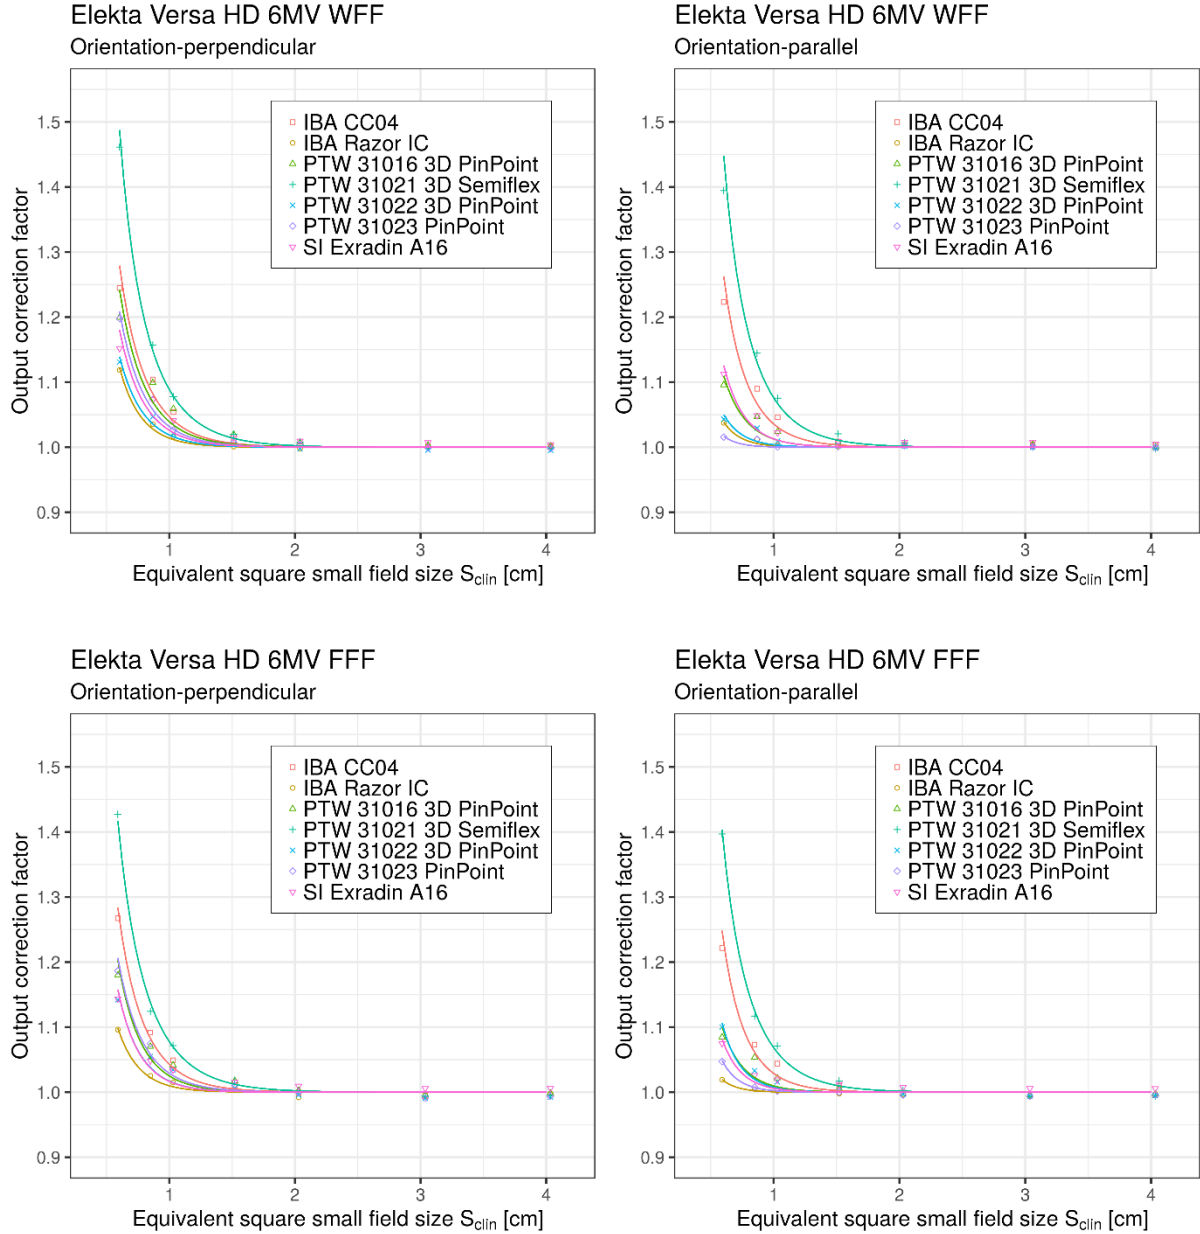 Elekta Versa HD 6MV WFF
Orientation-perpendicular
Output correction factor
1.5
1.4
1.3
1.2
1.1
1.0
0.9
IBA CC04
IBA Razor IC
PTW 31016 3D PinPoint
PTW 31021 3D Semiflex
PTW 31022 3D PinPoint
PTW 31023 PinPoint
SI Exradin A16
1 2 3 4
Equivalent square small field size Sclin [cm]
Elekta Versa HD 6MV WFF
Orientation-parallel
Output correction factor
1.5
1.4
1.3
1.2
1.1
1.0
0.9
IBA CC04
IBA Razor IC
PTW 31016 3D PinPoint
PTW 31021 3D Semiflex
PTW 31022 3D PinPoint
PTW 31023 PinPoint
SI Exradin A16
1 2 3 4
Equivalent square small field size Sclin [cm]
Elekta Versa HD 6MV FFF
Orientation-perpendicular
Output correction factor
1.5
1.4
1.3
1.2
1.1
1.0
0.9
IBA CC04
IBA Razor IC
PTW 31016 3D PinPoint
PTW 31021 3D Semiflex
PTW 31022 3D PinPoint
PTW 31023 PinPoint
SI Exradin A16
1 2 3 4
Equivalent square small field size Sclin [cm]
Elekta Versa HD 6MV FFF
Orientation-parallel
Output correction factor
1.5
1.4
1.3
1.2
1.1
1.0
0.9
IBA CC04
IBA Razor IC
PTW 31016 3D PinPoint
PTW 31021 3D Semiflex
PTW 31022 3D PinPoint
PTW 31023 PinPoint
SI Exradin A16
1 2 3 4
Equivalent square small field size Sclin [cm]